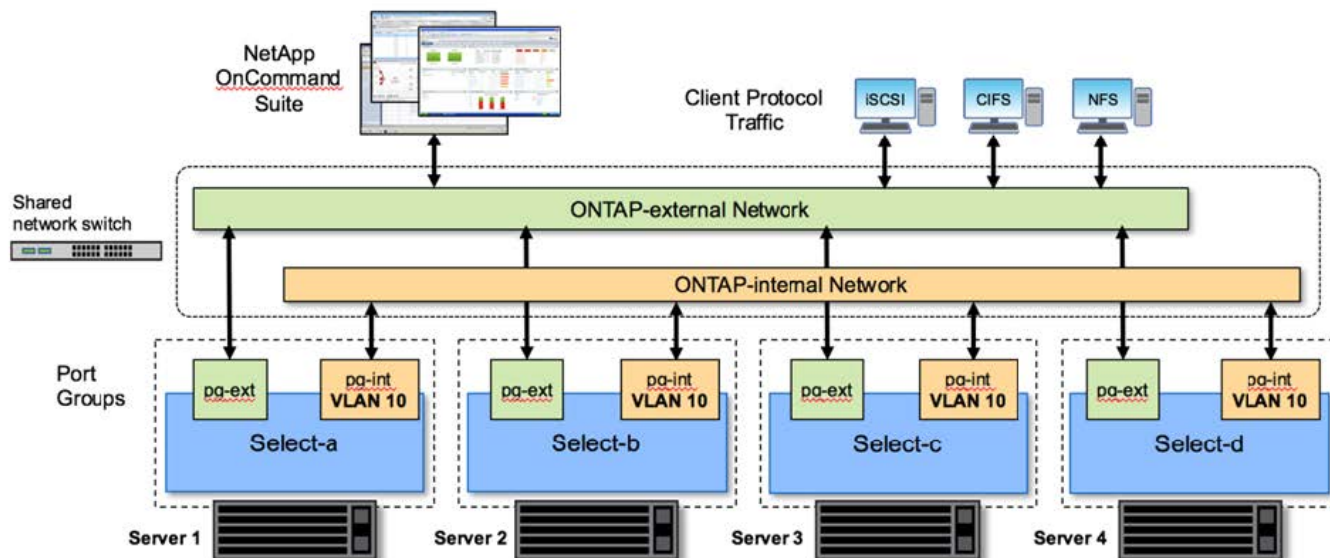 NetApp
OnCommand
Suite
Client Protocol
Traffic
iSCSI
CIFS
NFS
Shared
network switch
ONTAP-external Network
ONTAP-internal Network
Port
Groups
pg-ext
pg-int
VLAN 10
Select-a
pg-ext
pg-int
VLAN 10
Select-b
pg-ext
pg-int
VLAN 10
Select-c
pg-ext
pg-int
VLAN 10
Select-d
Server 1
Server 2
Server 3
Server 4